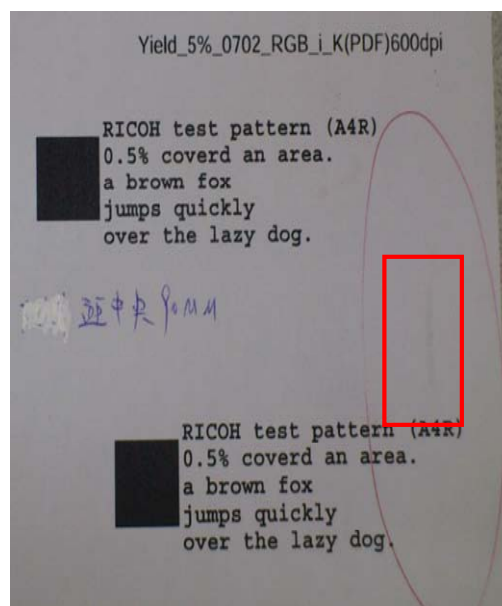 Yield_5%_0702_RGB_i_K(PDF)600dpi
RICOH test pattern (A4R)
0.5% coverd an area.
a brown fox
jumps quickly
over the lazy dog.
距中央 90MM
RICOH test pattern (A4R)
0.5% coverd an area.
a brown fox
jumps quickly
over the lazy dog.